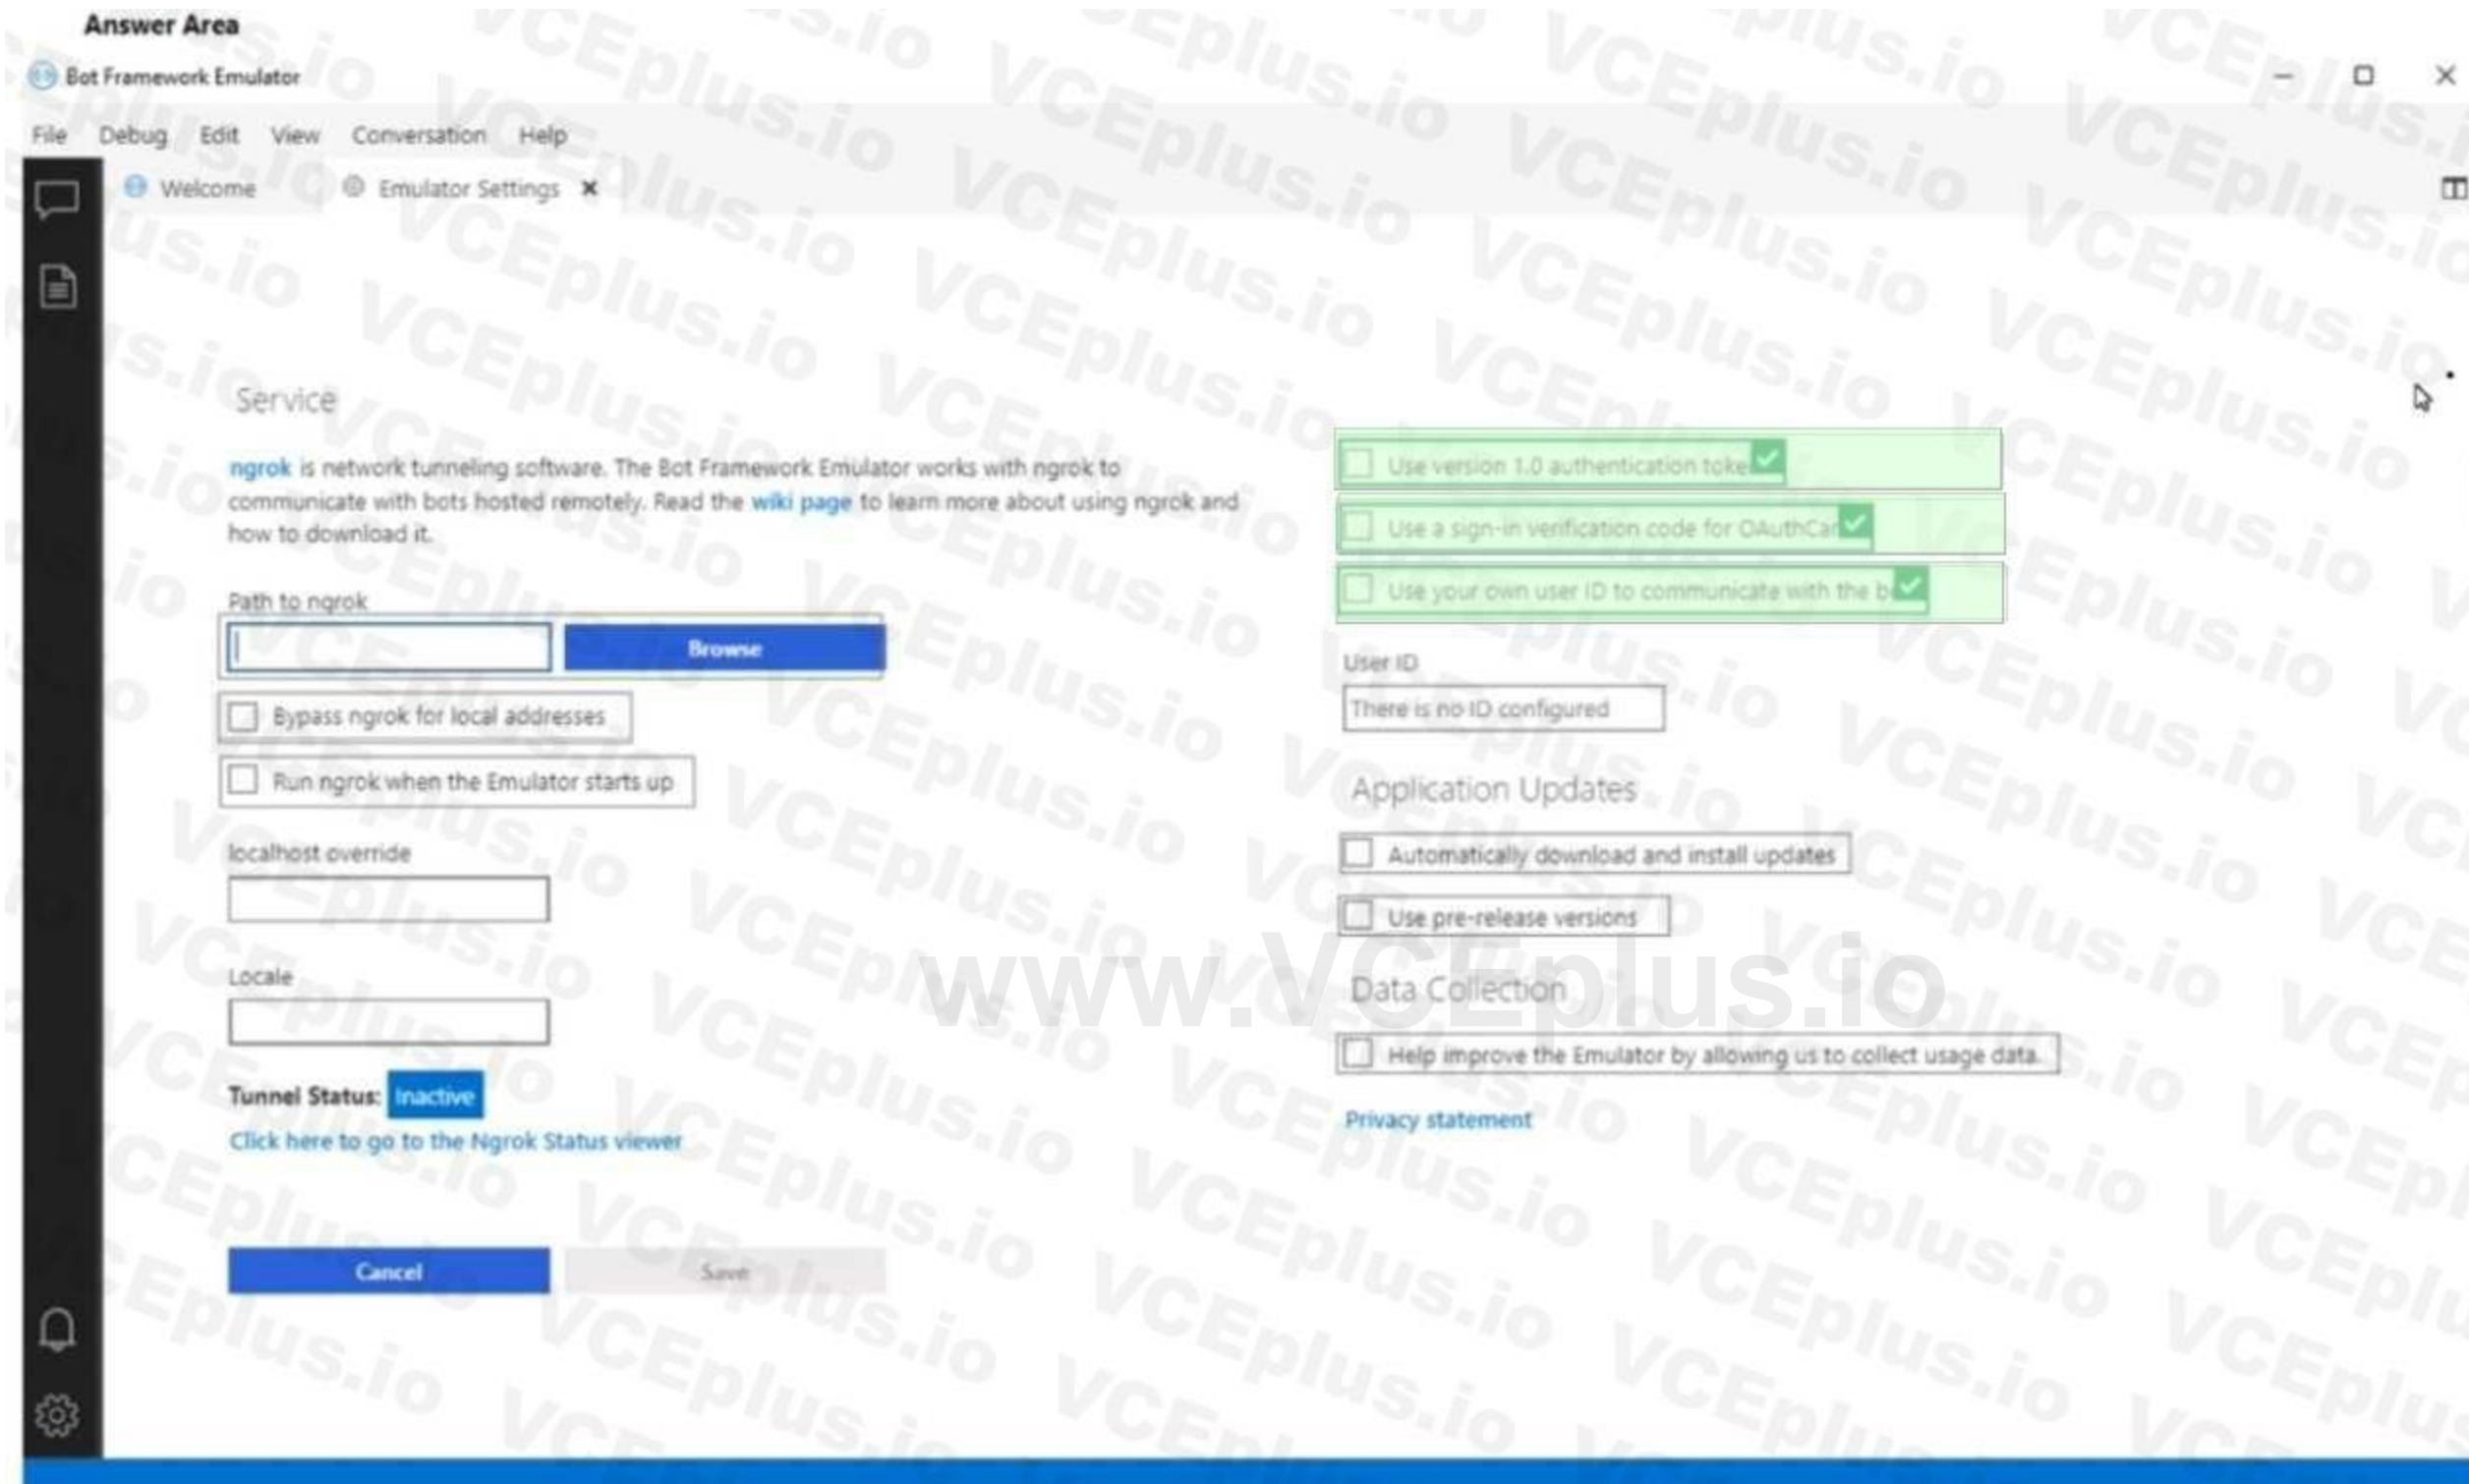 Answer Area
Bot Framework Emulator
File Debug Edit View Conversation Help
Welcome Emulator Settings
Service
ngrok is network tunneling software. The Bot Framework Emulator works with ngrok to
communicate with bots hosted remotely. Read the wiki page to learn more about using ngrok and
how to download it.
Path to ngrok
Browse
Bypass ngrok for local addresses
Run ngrok when the Emulator starts up
localhost override
Locale
Tunnel Status: Inactive
Click here to go to the Ngrok Status viewer
Cancel Save
Use version 1.0 authentication toke
Use a sign-in verification code for OAuthCar
Use your own user ID to communicate with the b
User ID
There is no ID configured
Application Updates
Automatically download and install updates
Use pre-release versions
Data Collection
Help improve the Emulator by allowing us to collect usage data.
Privacy statement
www.VCEplus.io
VCEplus.io